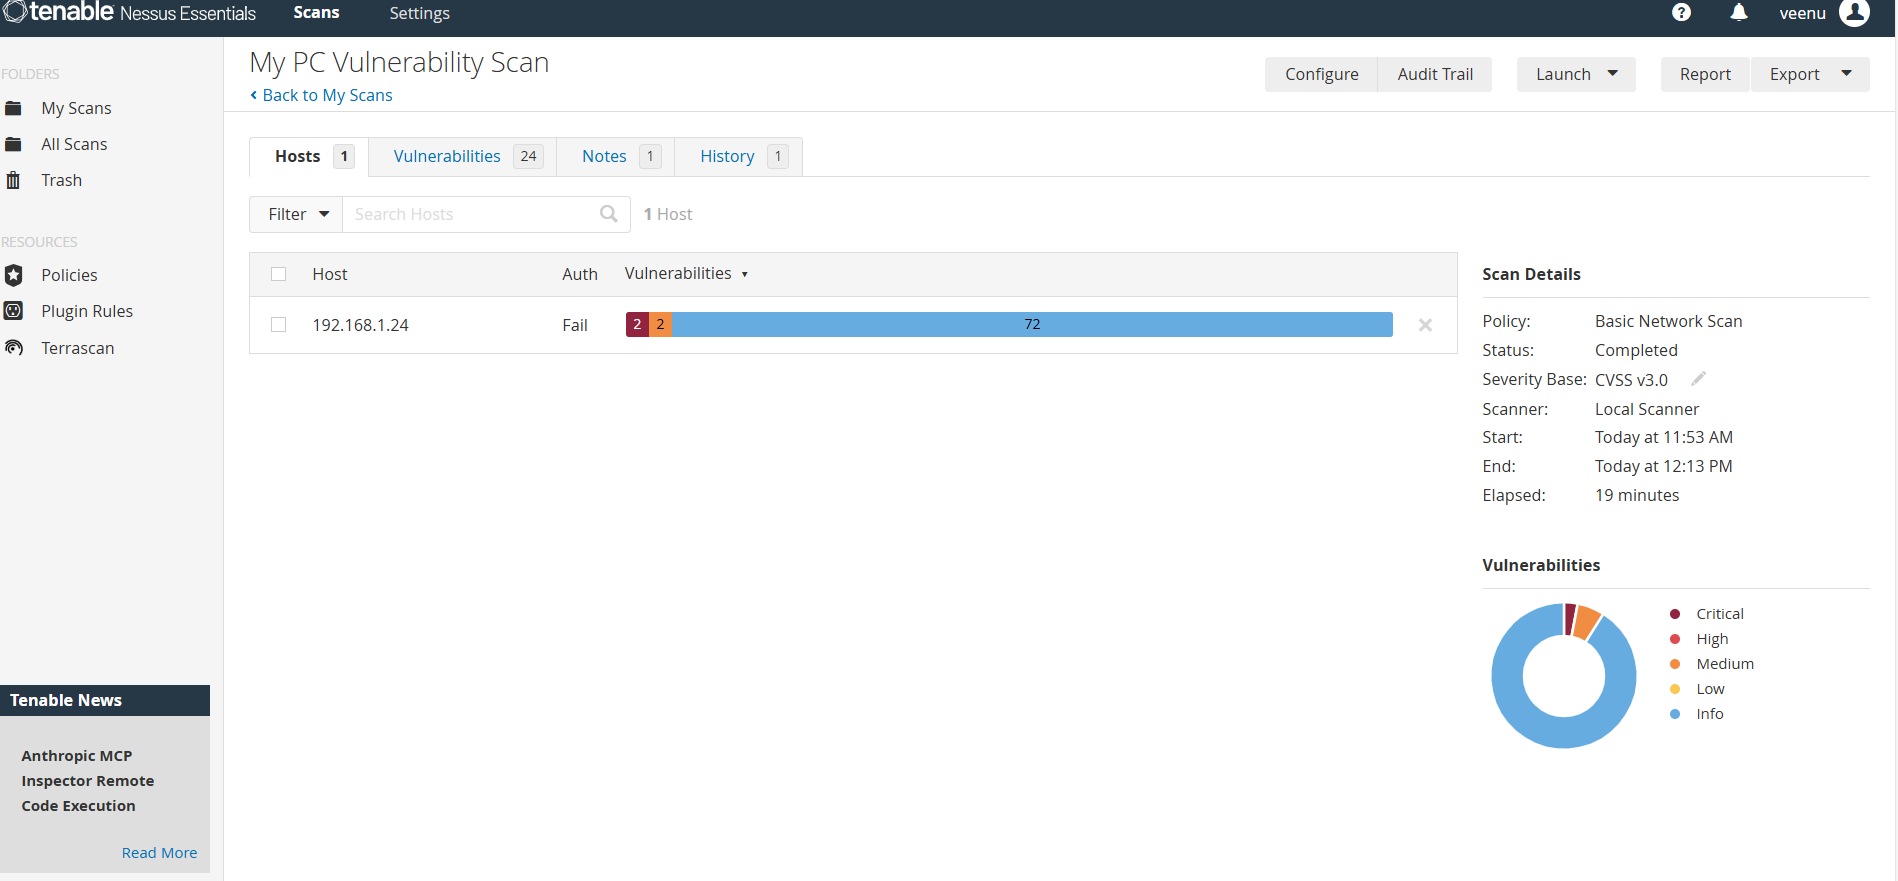 tenable Nessus Essentials Scans Settings ? veenu
FOLDERS
My Scans
All Scans
Trash
RESOURCES
Policies
Plugin Rules
Terrascan
Tenable News
Anthropic MCP
Inspector Remote
Code Execution
Read More
My PC Vulnerability Scan
Back to My Scans
Configure Audit Trail Launch Report Export
Hosts 1 Vulnerabilities 24 Notes 1 History 1
Filter Search Hosts 1 Host
Host Auth Vulnerabilities
192.168.1.24 Fail 2 2 72
Scan Details
Policy: Basic Network Scan
Status: Completed
Severity Base: CVSS v3.0
Scanner: Local Scanner
Start: Today at 11:53 AM
End: Today at 12:13 PM
Elapsed: 19 minutes
Vulnerabilities
Critical
High
Medium
Low
Info